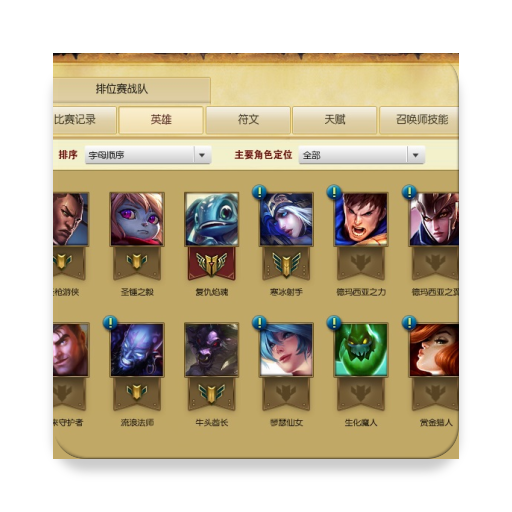 排位赛战队
比赛记录 英雄 符文 天赋 召唤师技能
排序 字母顺序 主要角色定位 全部
枪游侠 圣锤之毅 复仇焰魂 寒冰射手 德玛西亚之力 德玛西亚之
守护者 流浪法师 牛头酋长 琴瑟仙女 生化魔人 赏金猎人